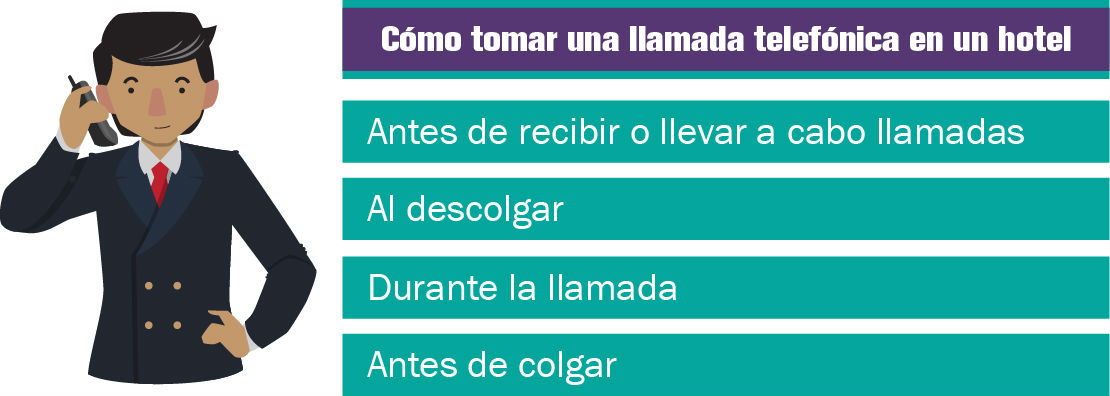 Cómo tomar una llamada telefónica en un hotel
Antes de recibir o llevar a cabo llamadas
Al descolgar
Durante la llamada
Antes de colgar